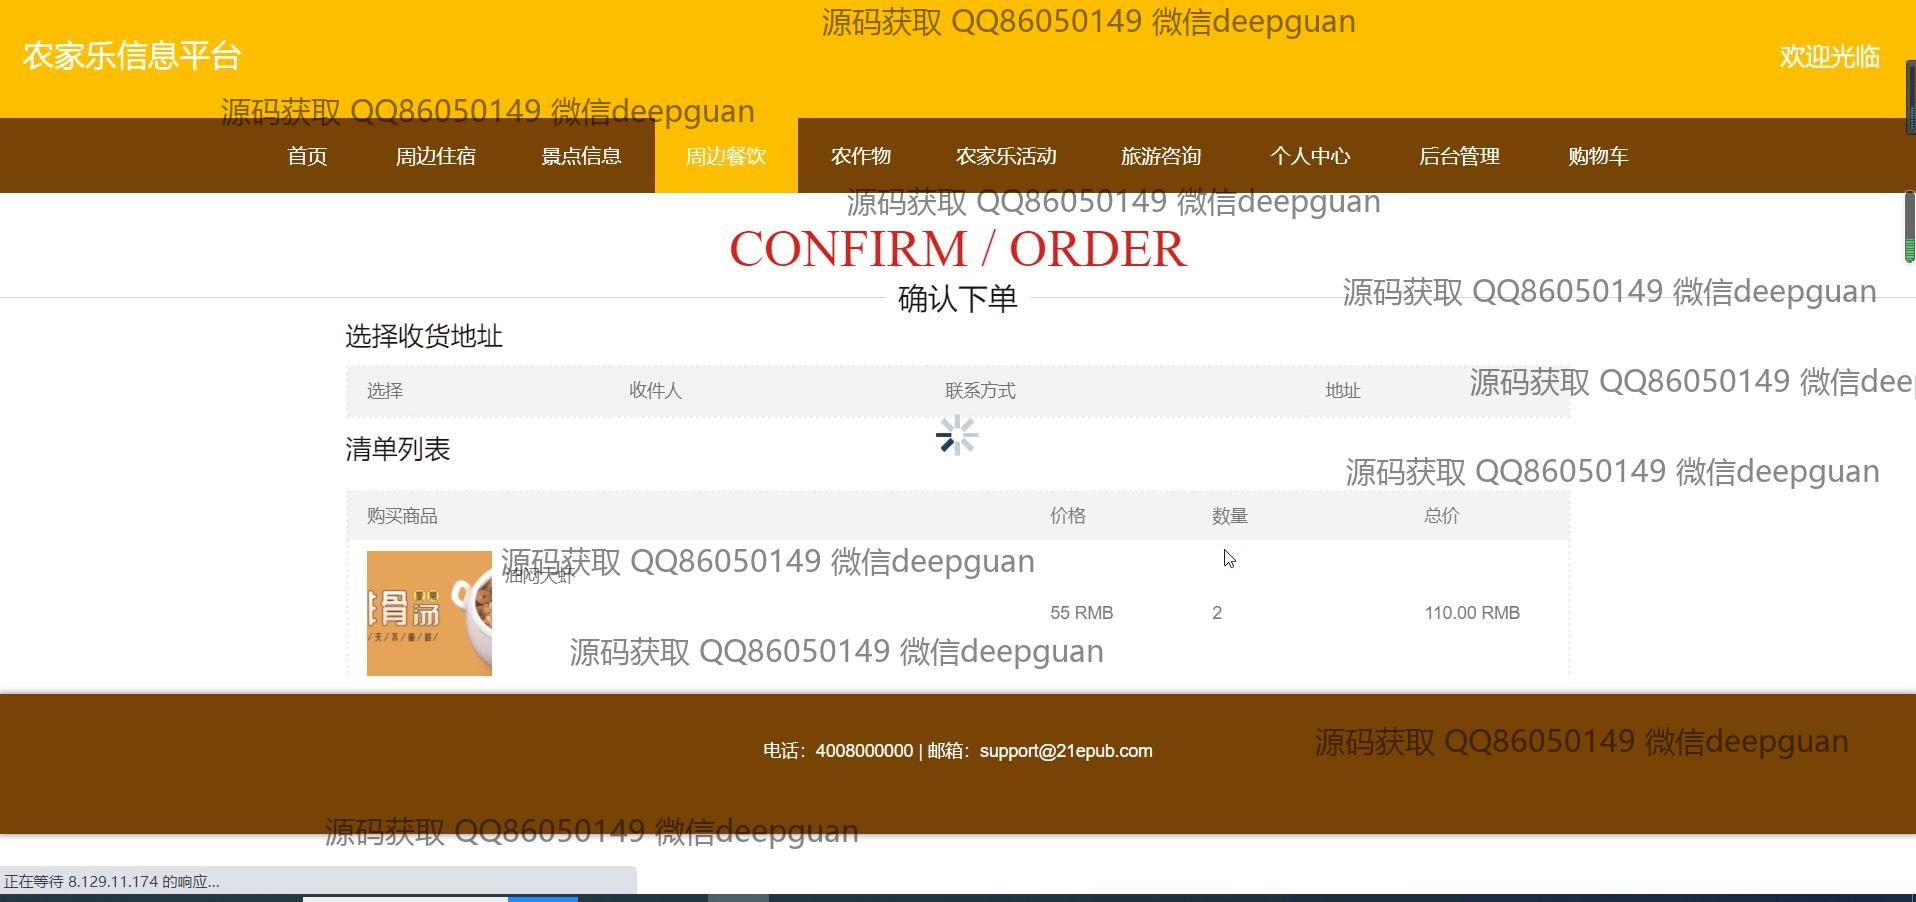 源码获取 QQ86050149 微信deepguan
农家乐信息平台
欢迎光临
源码获取 QQ86050149 微信deepguan
首页 周边住宿 景点信息 周边餐饮 农作物 农家乐活动 旅游咨询 个人中心 后台管理 购物车
源码获取 QQ86050149 微信deepguan
CONFIRM / ORDER
源码获取 QQ86050149 微信deepguan
确认下单
选择收货地址
源码获取 QQ86050149 微信dee
选择 收件人 联系方式 地址
清单列表
源码获取 QQ86050149 微信deepguan
购买商品 价格 数量 总价
源码获取 QQ86050149 微信deepguan
油闷大虾
骨汤
55 RMB 2 110.00 RMB
源码获取 QQ86050149 微信deepguan
源码获取 QQ86050149 微信deepguan
电话：4008000000 | 邮箱：support@21epub.com
源码获取 QQ86050149 微信deepguan
正在等待 8.129.11.174 的响应...